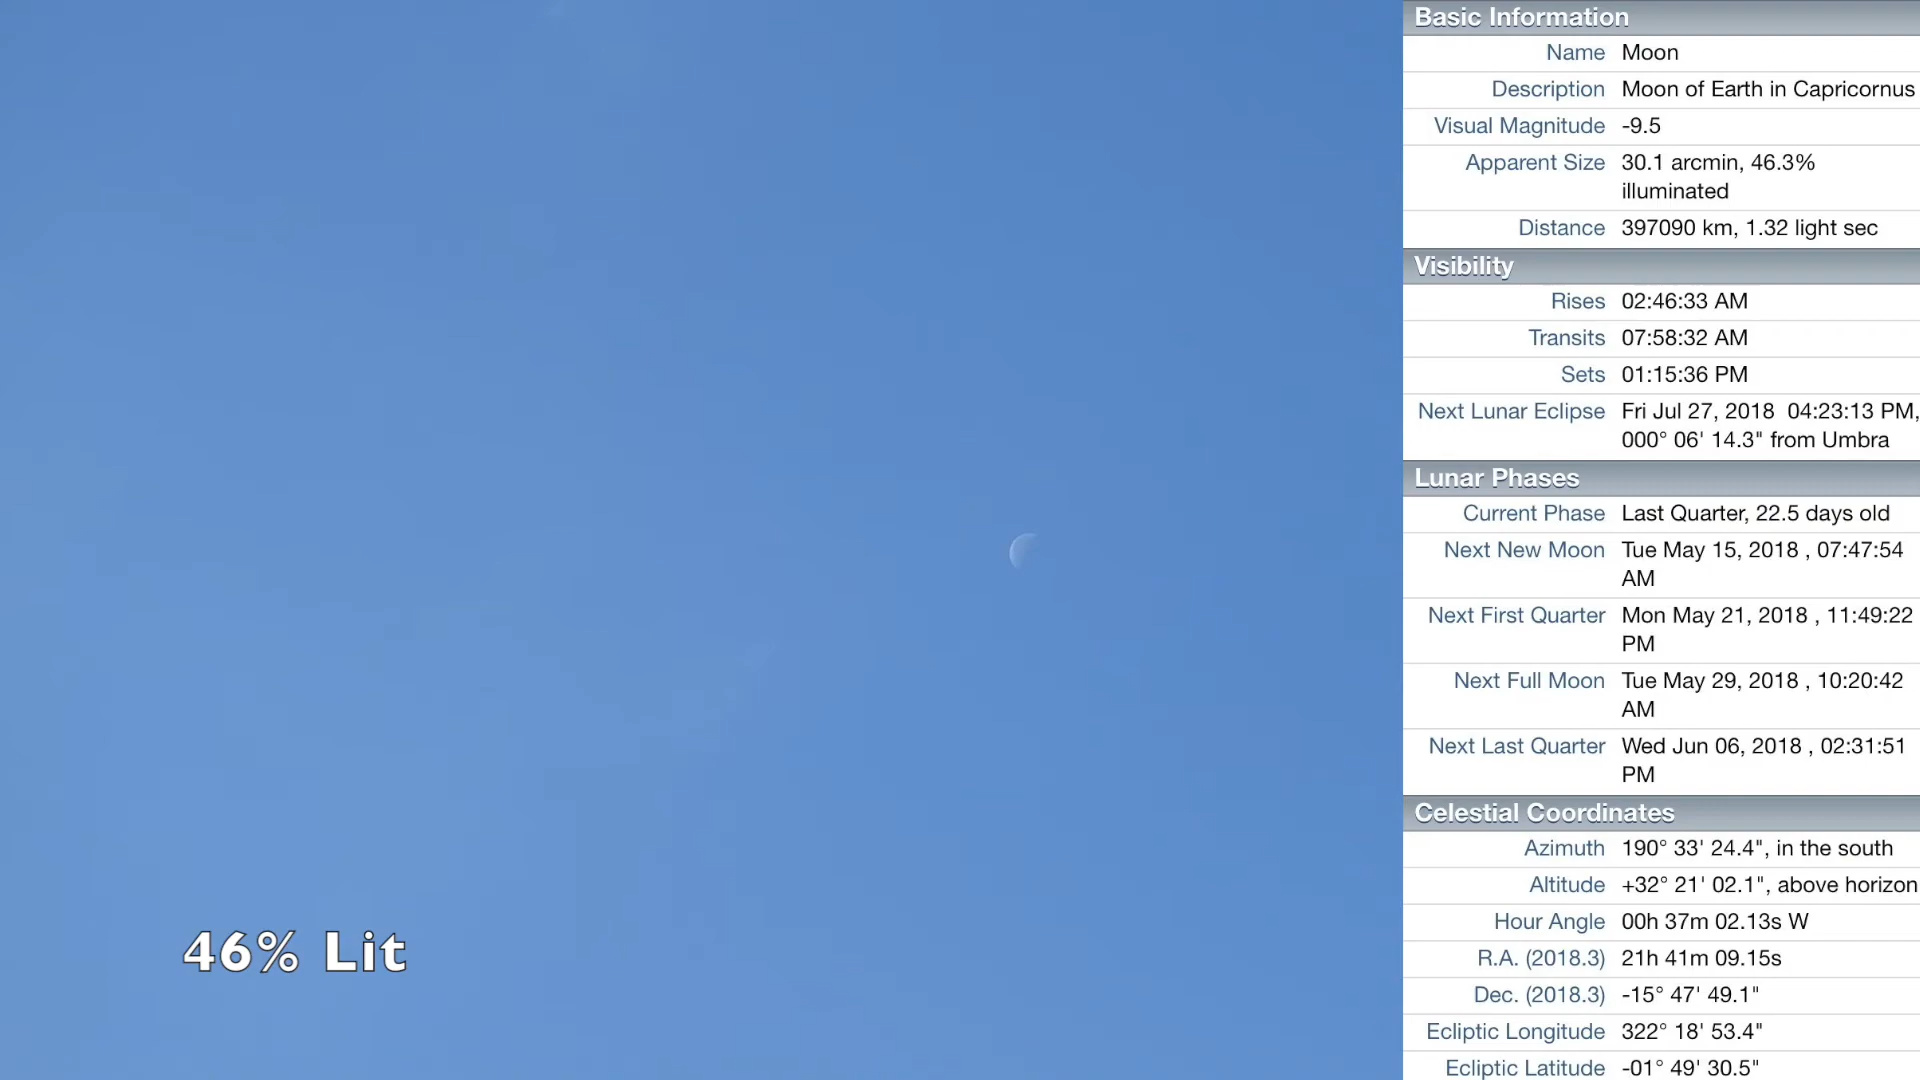 Basic Information
Name Moon
Description Moon of Earth in Capricornus
Visual Magnitude -9.5
Apparent Size 30.1 arcmin, 46.3%
illuminated
Distance 397090 km, 1.32 light sec
Visibility
Rises 02:46:33 AM
Transits 07:58:32 AM
Sets 01:15:36 PM
Next Lunar Eclipse Fri Jul 27, 2018  04:23:13 PM,
000° 06' 14.3" from Umbra
Lunar Phases
Current Phase Last Quarter, 22.5 days old
Next New Moon Tue May 15, 2018 , 07:47:54
AM
Next First Quarter Mon May 21, 2018 , 11:49:22
PM
Next Full Moon Tue May 29, 2018 , 10:20:42
AM
Next Last Quarter Wed Jun 06, 2018 , 02:31:51
PM
Celestial Coordinates
Azimuth 190° 33' 24.4", in the south
Altitude +32° 21' 02.1", above horizon
Hour Angle 00h 37m 02.13s W
R.A. (2018.3) 21h 41m 09.15s
Dec. (2018.3) -15° 47' 49.1"
Ecliptic Longitude 322° 18' 53.4"
Ecliptic Latitude -01° 49' 30.5"
46% Lit